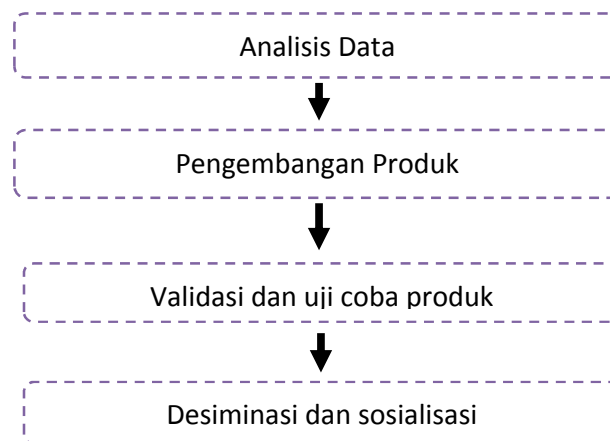 Analisis Data
Pengembangan Produk
Validasi dan uji coba produk
Desiminasi dan sosialisasi